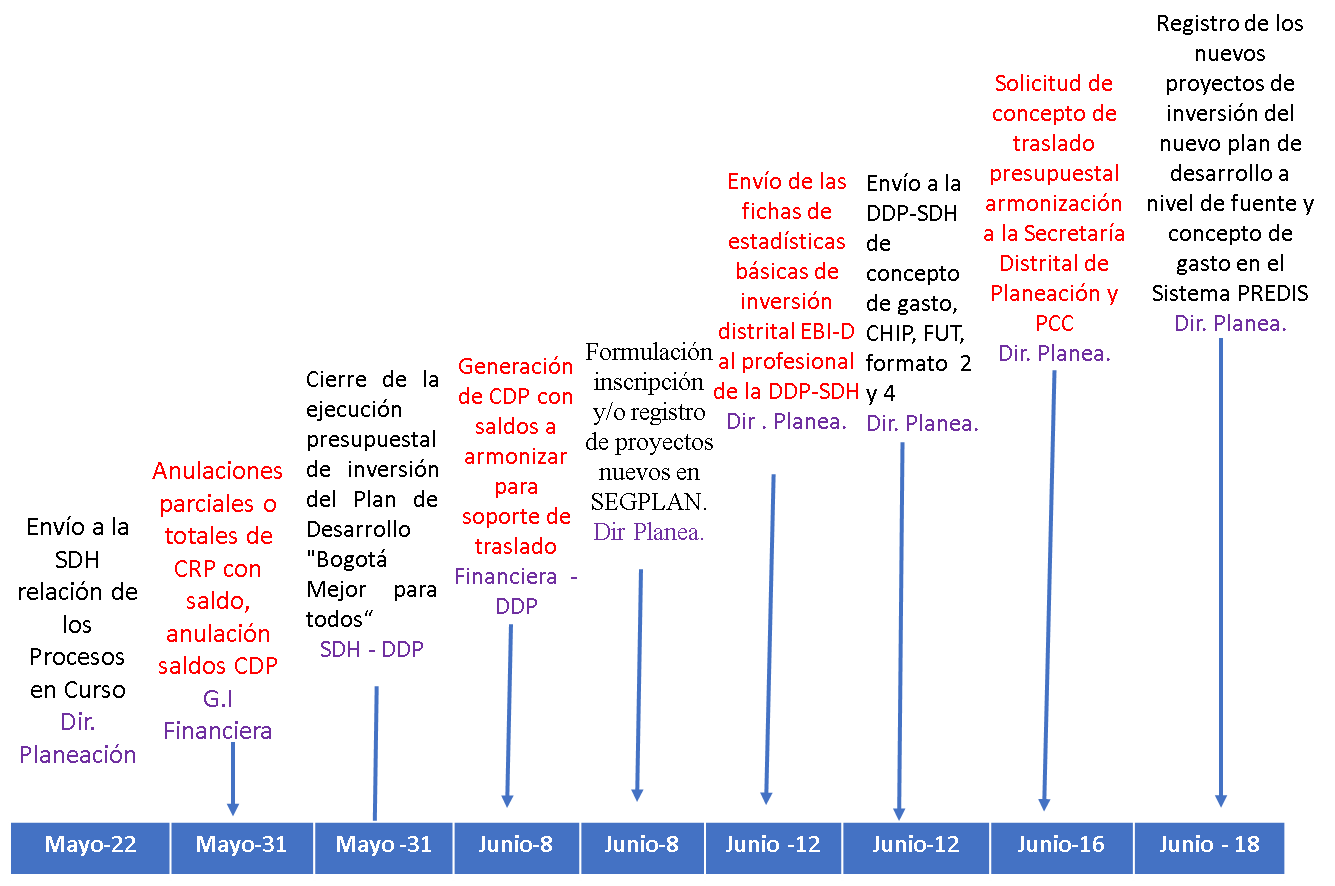 Envío a la
SDH
relación de
los
Procesos
en Curso
Dir.
Planeación
Anulaciones
parciales o
totales de
CRP con
saldo,
anulación
saldos CDP
G.I
Financiera
Cierre de la
ejecución
presupuestal
de inversión
del Plan de
Desarrollo
"Bogotá
Mejor para
todos“
SDH - DDP
Generación
de CDP con
saldos a
armonizar
para
soporte de
traslado
Financiera -
DDP
Formulación
inscripción
y/o registro
de proyectos
nuevos en
SEGPLAN.
Dir Planea.
Envío de las
fichas de
estadísticas
básicas de
inversión
distrital EBI-D
al profesional
de la DDP-SDH
Dir . Planea.
Envío a la
DDP-SDH
de
concepto
de gasto,
CHIP, FUT,
formato 2
y 4
Dir. Planea.
Solicitud de
concepto de
traslado
presupuestal
armonización
a la Secretaría
Distrital de
Planeación y
PCC
Dir. Planea.
Registro de los
nuevos
proyectos de
inversión del
nuevo plan de
desarrollo a
nivel de fuente y
concepto de
gasto en el
Sistema PREDIS
Dir. Planea.
Mayo-22
Mayo-31
Mayo -31
Junio-8
Junio-8
Junio -12
Junio-12
Junio-16
Junio - 18